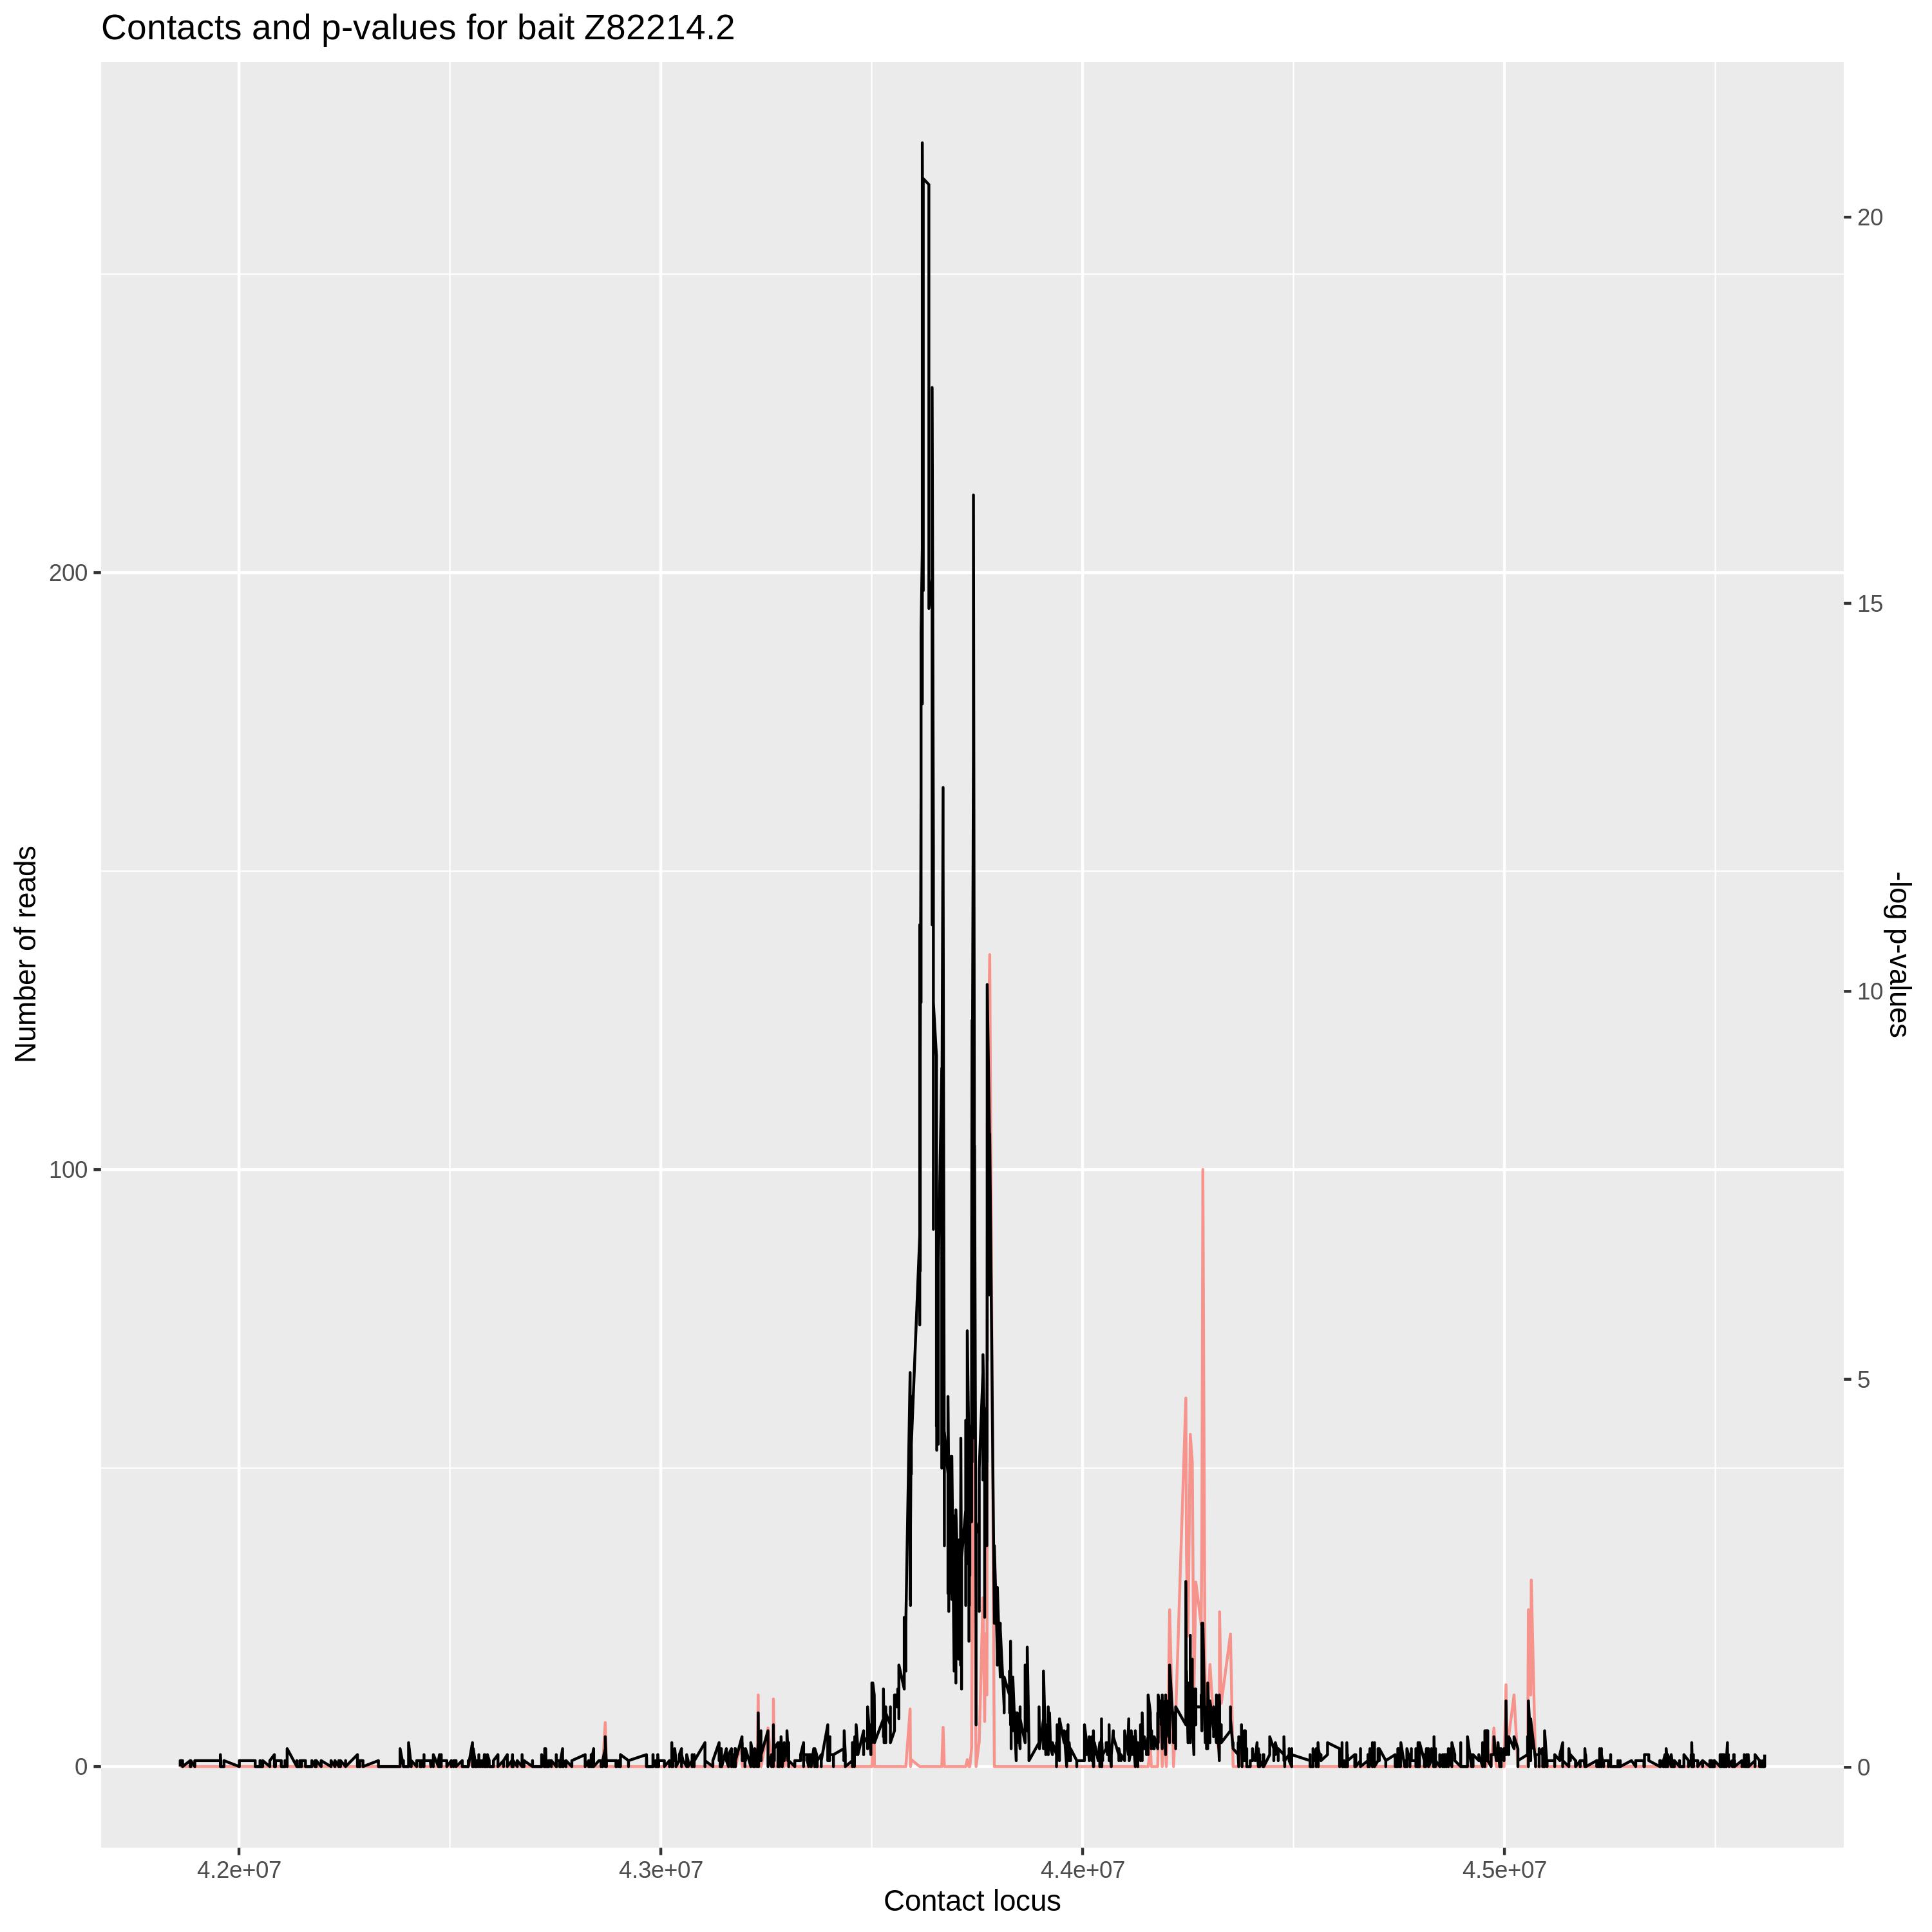 Contacts and p-values for bait Z82214.2
Number of reads
200
100
0
20
15
10
5
0
-log p-values
4.2e+07
4.3e+07
4.4e+07
4.5e+07
Contact locus